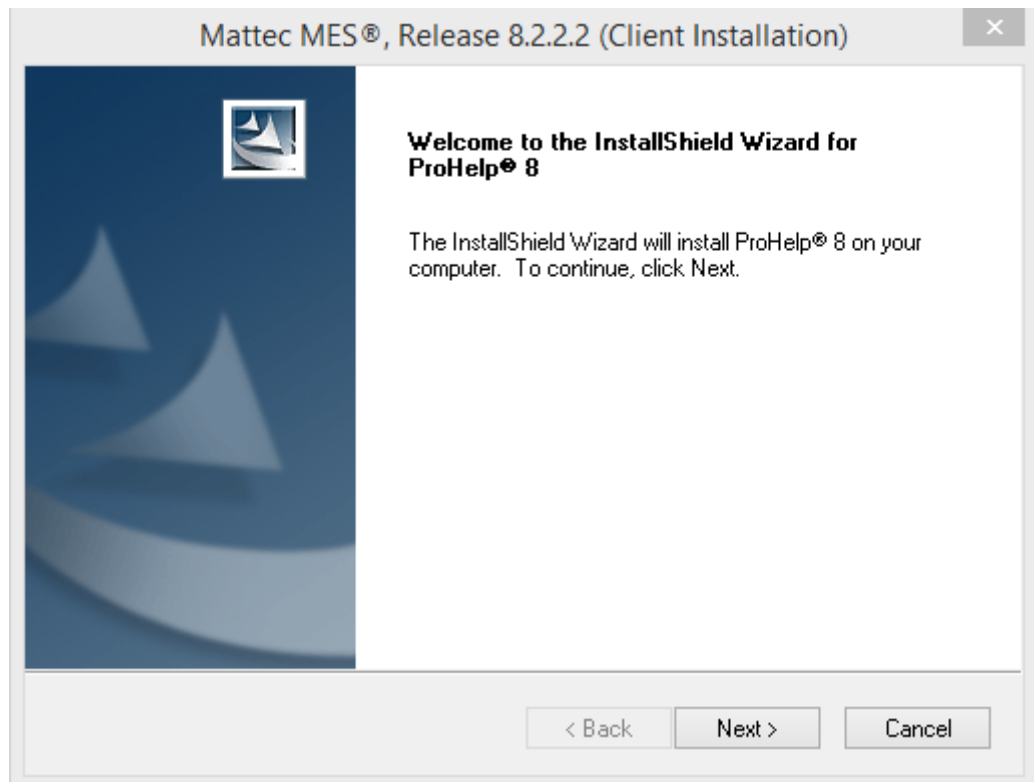 Mattec MES®, Release 8.2.2.2 (Client Installation)
Welcome to the InstallShield Wizard for
ProHelp® 8
The InstallShield Wizard will install ProHelp® 8 on your
computer. To continue, click Next.
< Back Next > Cancel